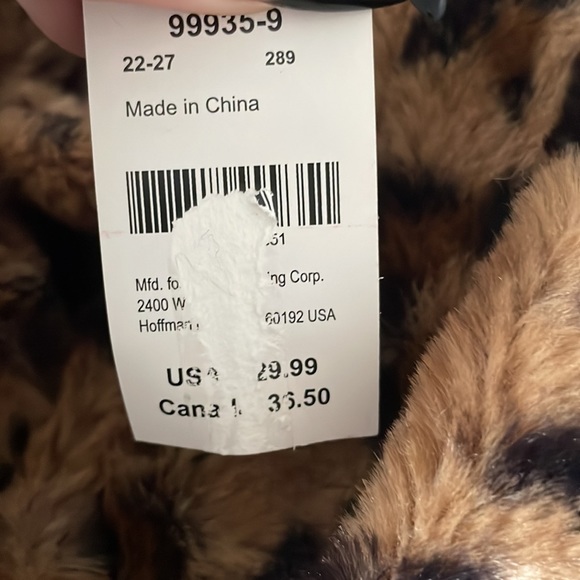 99935-9
22-27 289
Made in China
51
Mfd. fo ing Corp.
2400 W
Hoffman 60192 USA
US 29.99
Cana 36.50